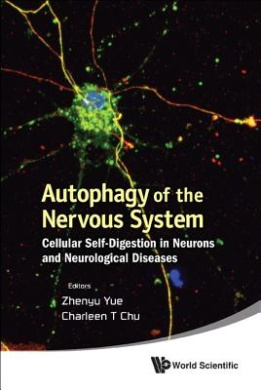 Autophagy of the
Nervous System
Cellular Self-Digestion in Neurons
and Neurological Diseases
Editors
Zhenyu Yue
Charleen T Chu
World Scientific